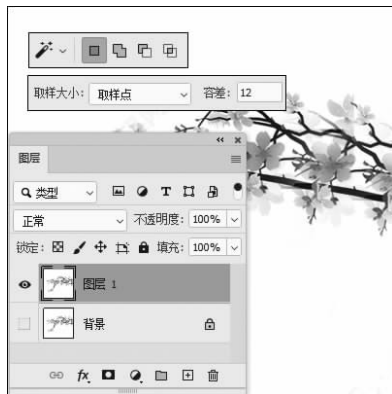 取样大小: 取样点 容差: 12
图层
类型
正常 不透明度: 100%
锁定: 填充: 100%
图层 1
背景
fx